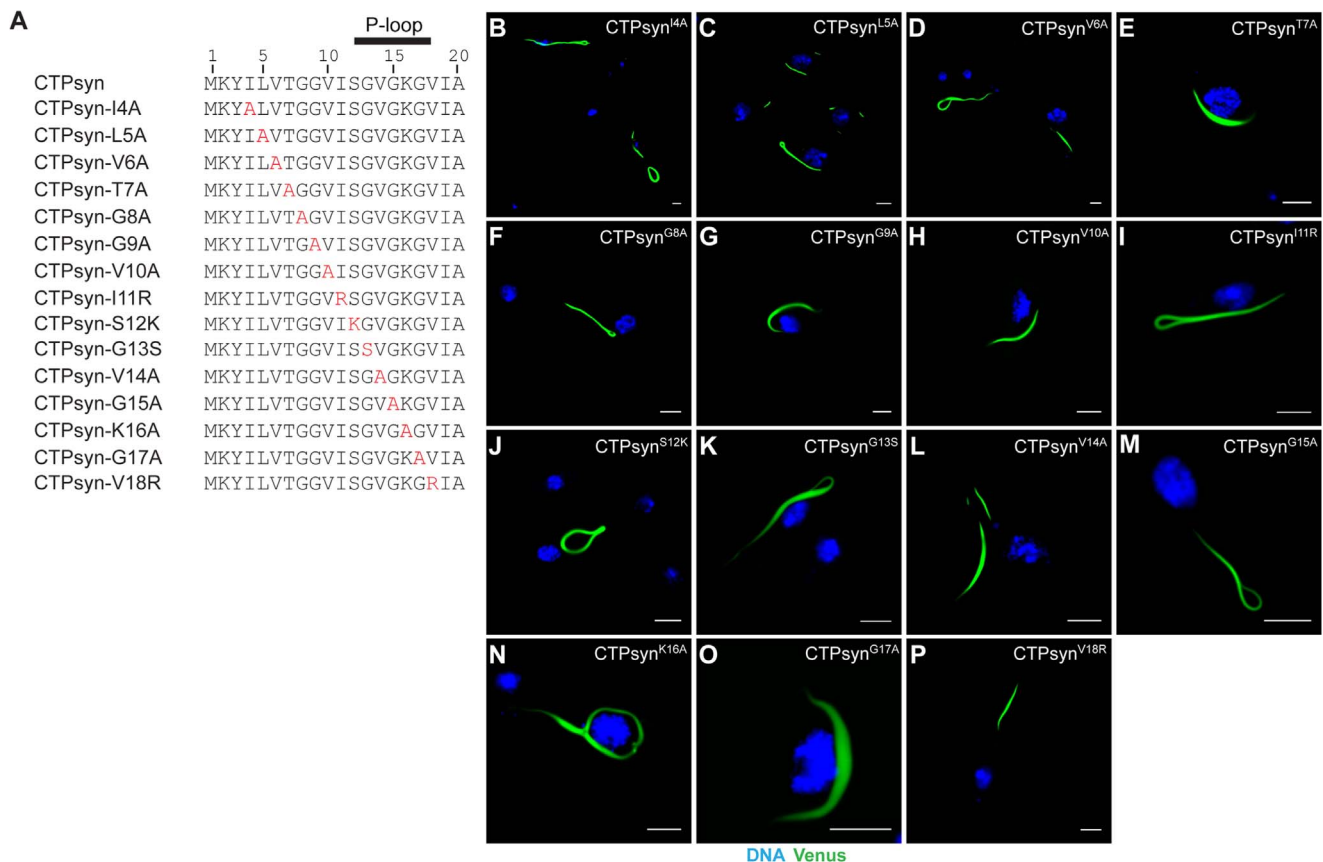 A
P-loop
1 5 10 15 20
CTPsyn MKYILVTGGVISGVGKGVIA
CTPsyn-I4A MKYALVTGGVISGVGKGVIA
CTPsyn-L5A MKYIAVTGGVISGVGKGVIA
CTPsyn-V6A MKYILATGGVISGVGKGVIA
CTPsyn-T7A MKYILVAGGVISGVGKGVIA
CTPsyn-G8A MKYILVTAGVISGVGKGVIA
CTPsyn-G9A MKYILVTGAVISGVGKGVIA
CTPsyn-V10A MKYILVTGGAISGVGKGVIA
CTPsyn-I11R MKYILVTGGVRSGVGKGVIA
CTPsyn-S12K MKYILVTGGVIKGVGKGVIA
CTPsyn-G13S MKYILVTGGVISSVGKGVIA
CTPsyn-V14A MKYILVTGGVISGAGKGVIA
CTPsyn-G15A MKYILVTGGVISGVAKGVIA
CTPsyn-K16A MKYILVTGGVISGVGAGVIA
CTPsyn-G17A MKYILVTGGVISGVGKAVIA
CTPsyn-V18R MKYILVTGGVISGVGKGRIA
B CTPsynI4A
C CTPsynL5A
D CTPsynV6A
E CTPsynT7A
F CTPsynG8A
G CTPsynG9A
H CTPsynV10A
I CTPsynI11R
J CTPsynS12K
K CTPsynG13S
L CTPsynV14A
M CTPsynG15A
N CTPsynK16A
O CTPsynG17A
P CTPsynV18R
DNA Venus